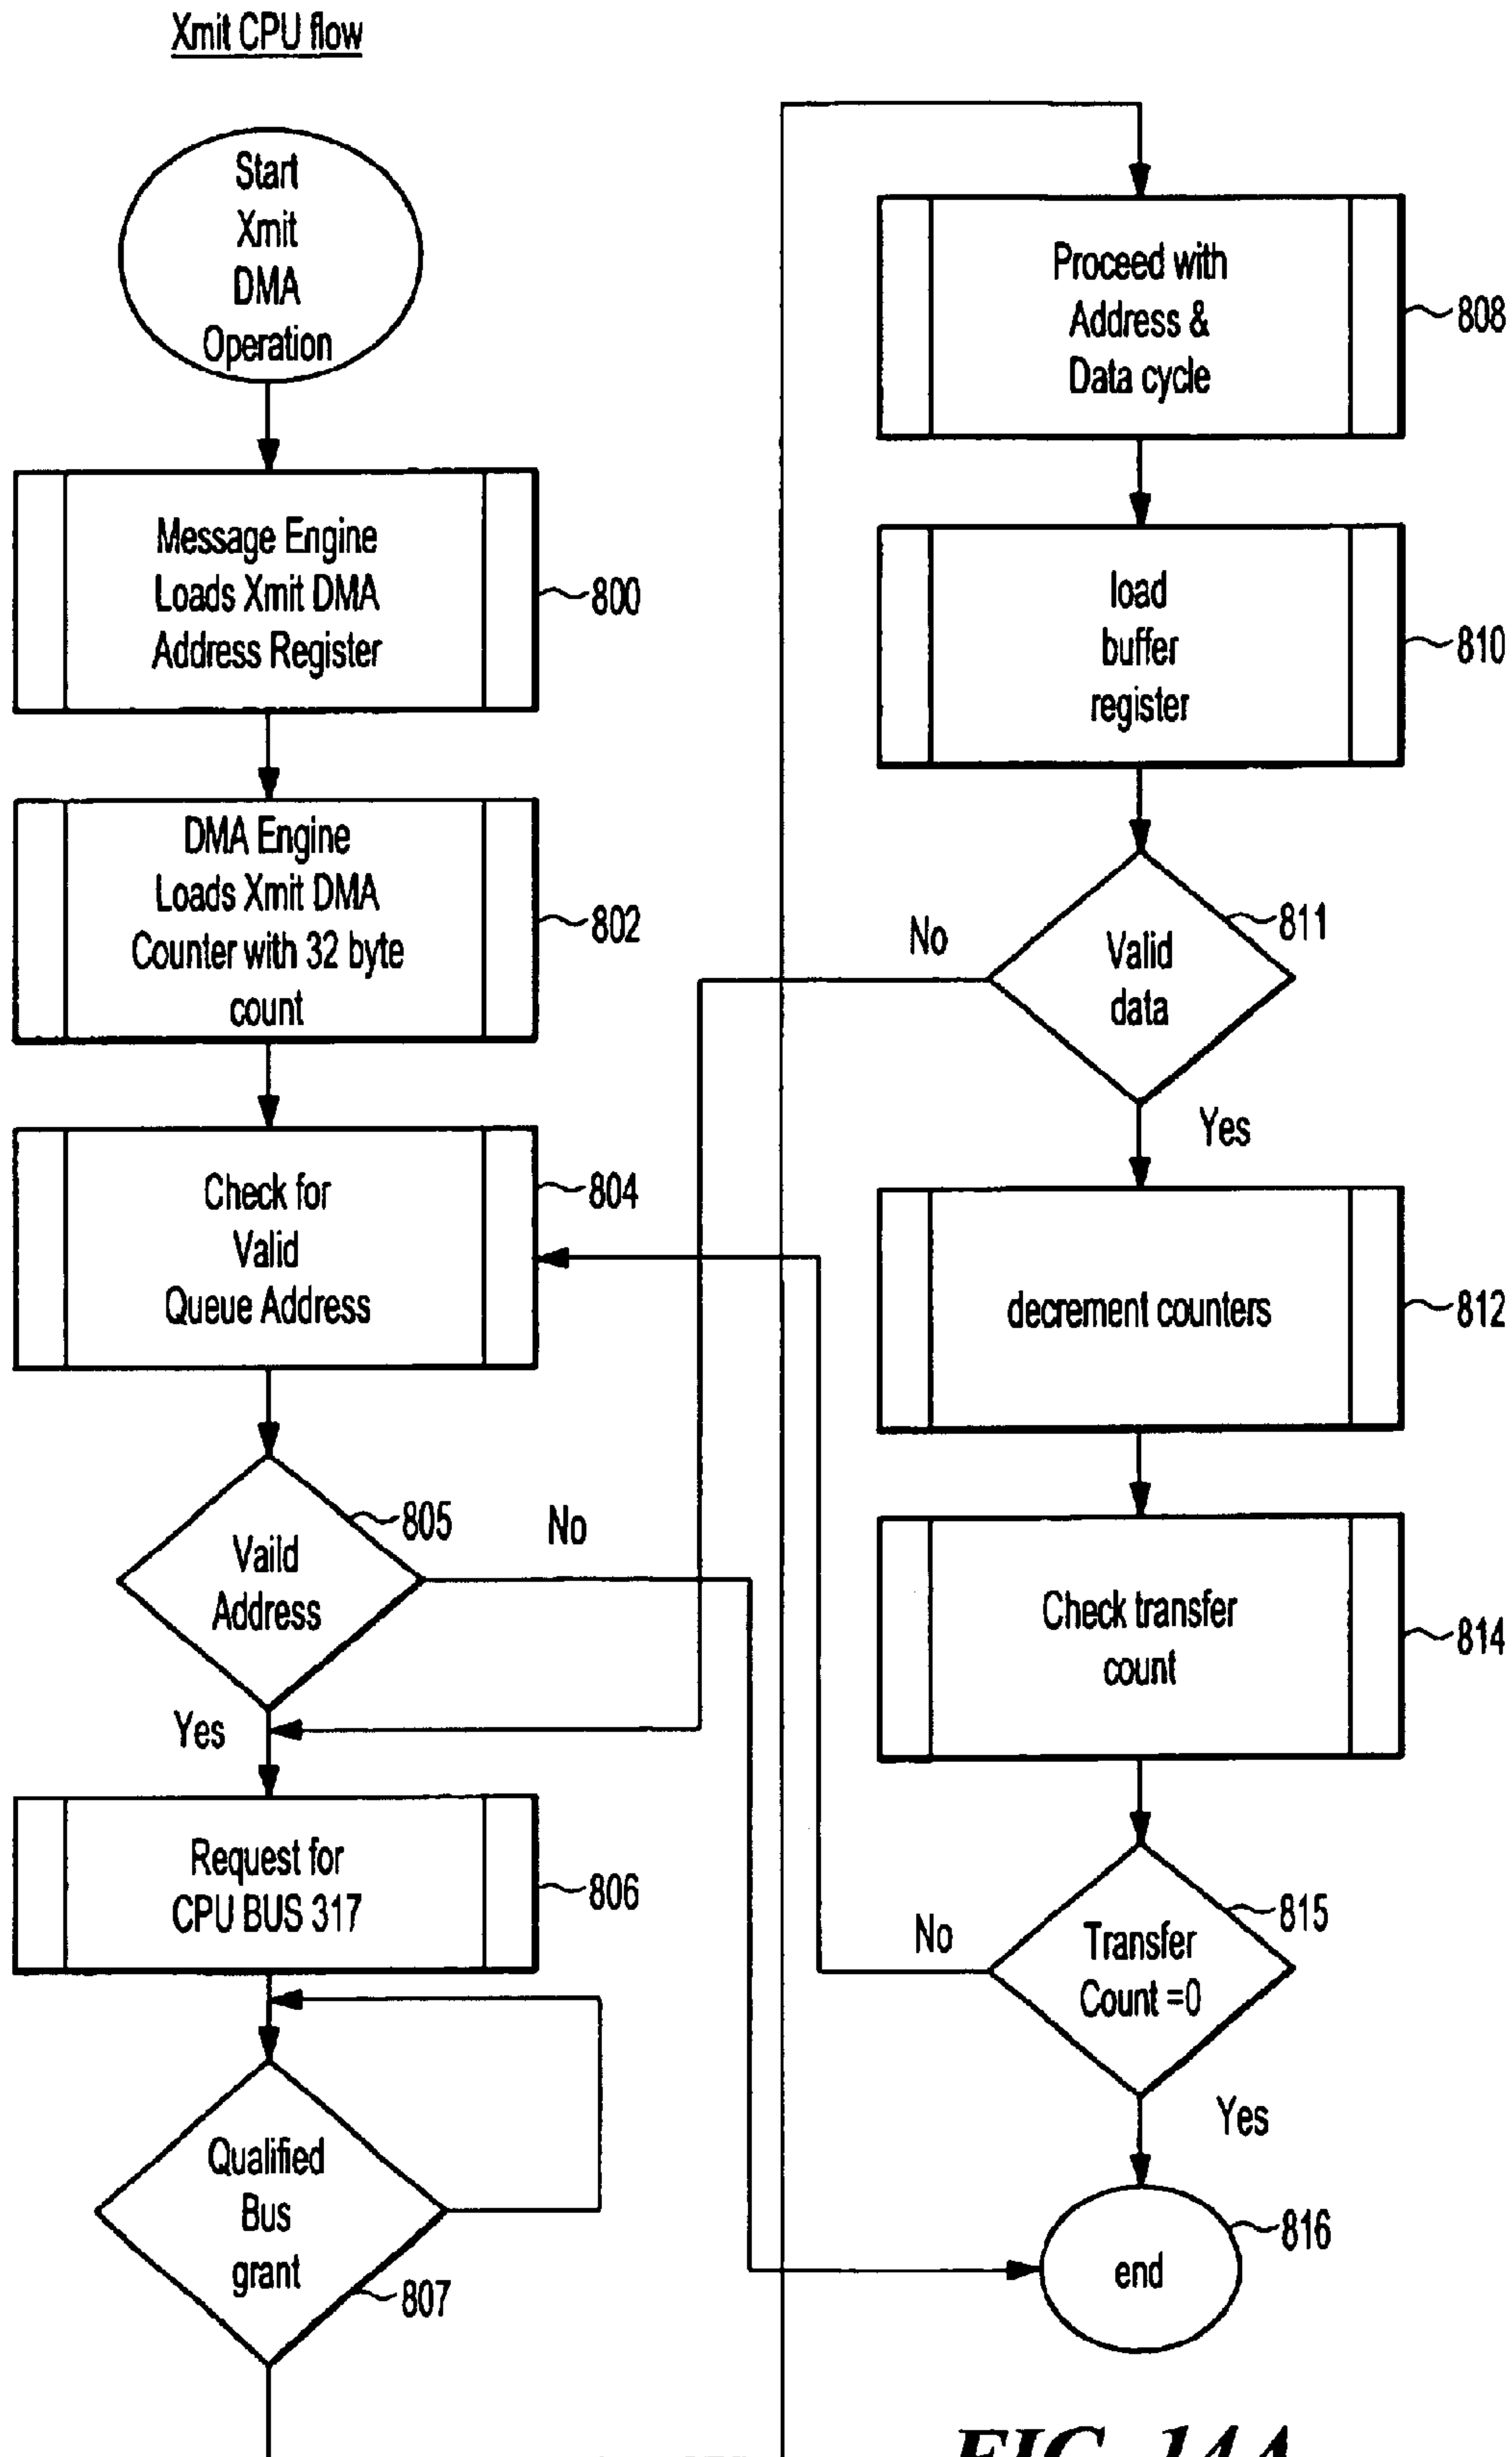 Xmit CPU flow
Start
Xmit
DMA
Operation
Message Engine
Loads Xmit DMA
Address Register
800
DMA Engine
Loads Xmit DMA
Counter with 32 byte
count
802
Check for
Valid
Queue Address
804
Vaild
Address
805
No
Yes
Request for
CPU BUS 317
806
Qualified
Bus
grant
807
Proceed with
Address &
Data cycle
808
load
buffer
register
810
Valid
data
811
No
Yes
decrement counters
812
Check transfer
count
814
Transfer
Count =0
815
No
Yes
end
816
FIG. 14A